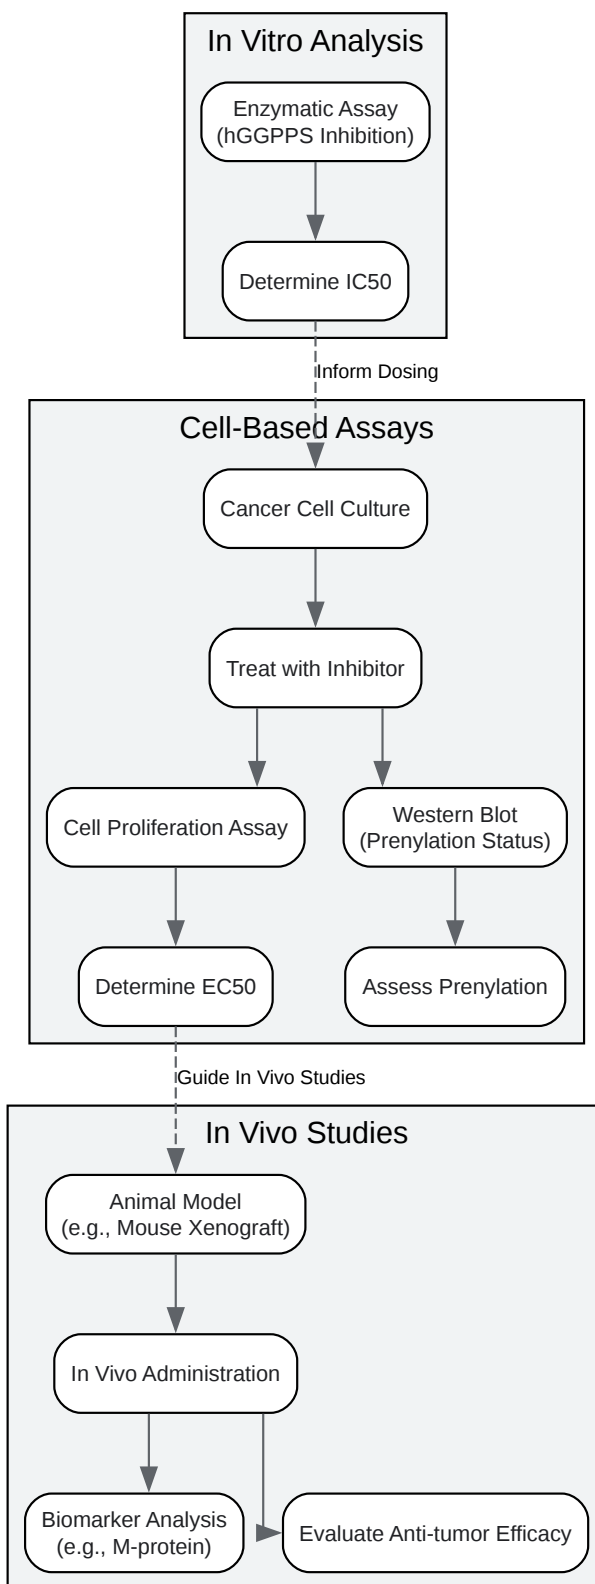 In Vitro Analysis
Enzymatic Assay
(hGGPPS Inhibition)
Determine IC50
Inform Dosing
Cell-Based Assays
Cancer Cell Culture
Treat with Inhibitor
Cell Proliferation Assay
Western Blot
(Prenylation Status)
Determine EC50
Assess Prenylation
Guide In Vivo Studies
In Vivo Studies
Animal Model
(e.g., Mouse Xenograft)
In Vivo Administration
Biomarker Analysis
(e.g., M-protein)
Evaluate Anti-tumor Efficacy